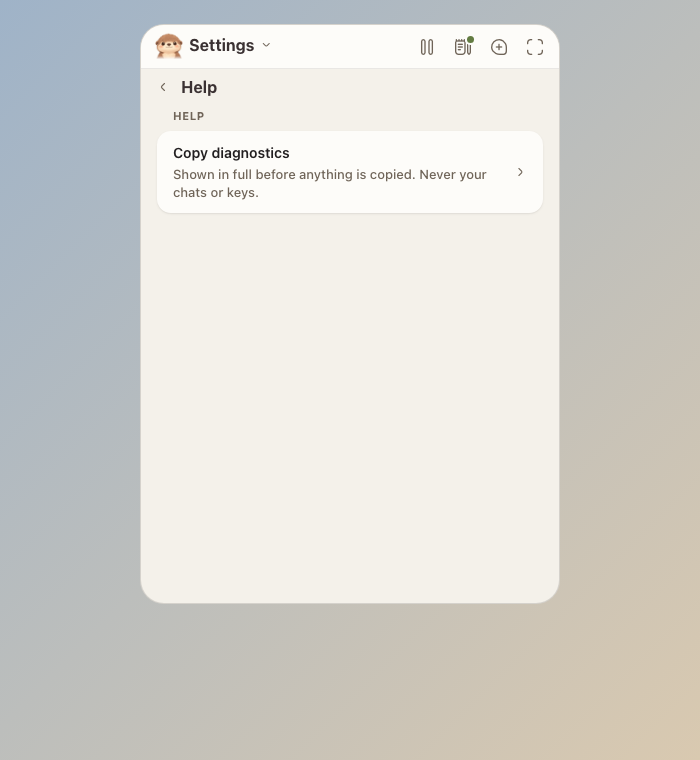 Settings
Help
HELP
Copy diagnostics
Shown in full before anything is copied. Never your
chats or keys.